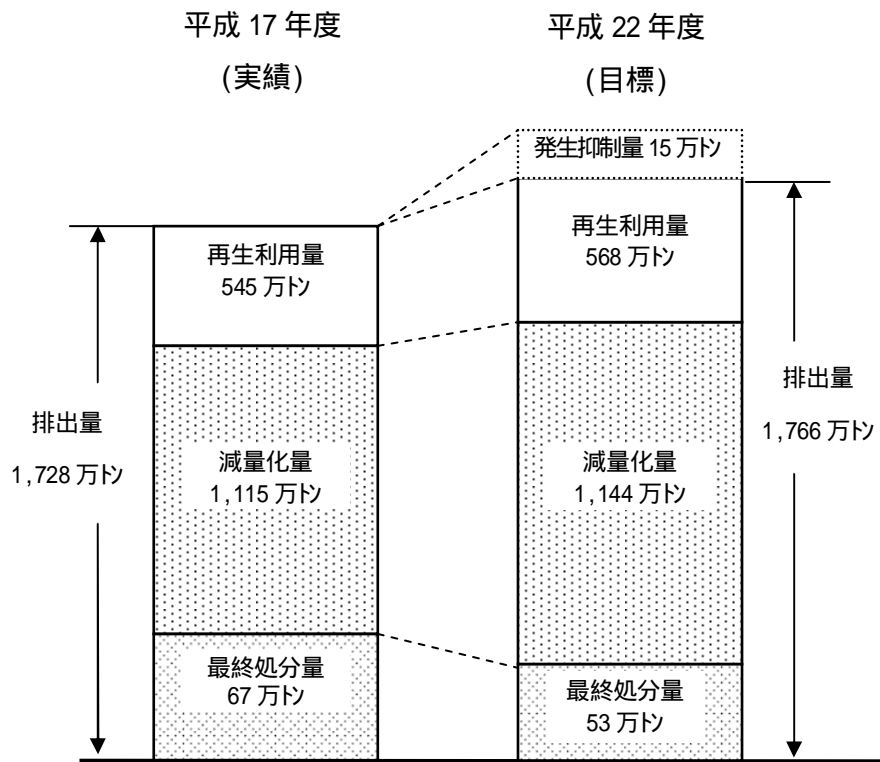 平成 17 年度
(実績)
平成 22 年度
(目標)
発生抑制量 15 万トン
再生利用量
545 万トン
再生利用量
568 万トン
排出量
1,728 万トン
減量化量
1,115 万トン
減量化量
1,144 万トン
排出量
1,766 万トン
最終処分量
67 万トン
最終処分量
53 万トン